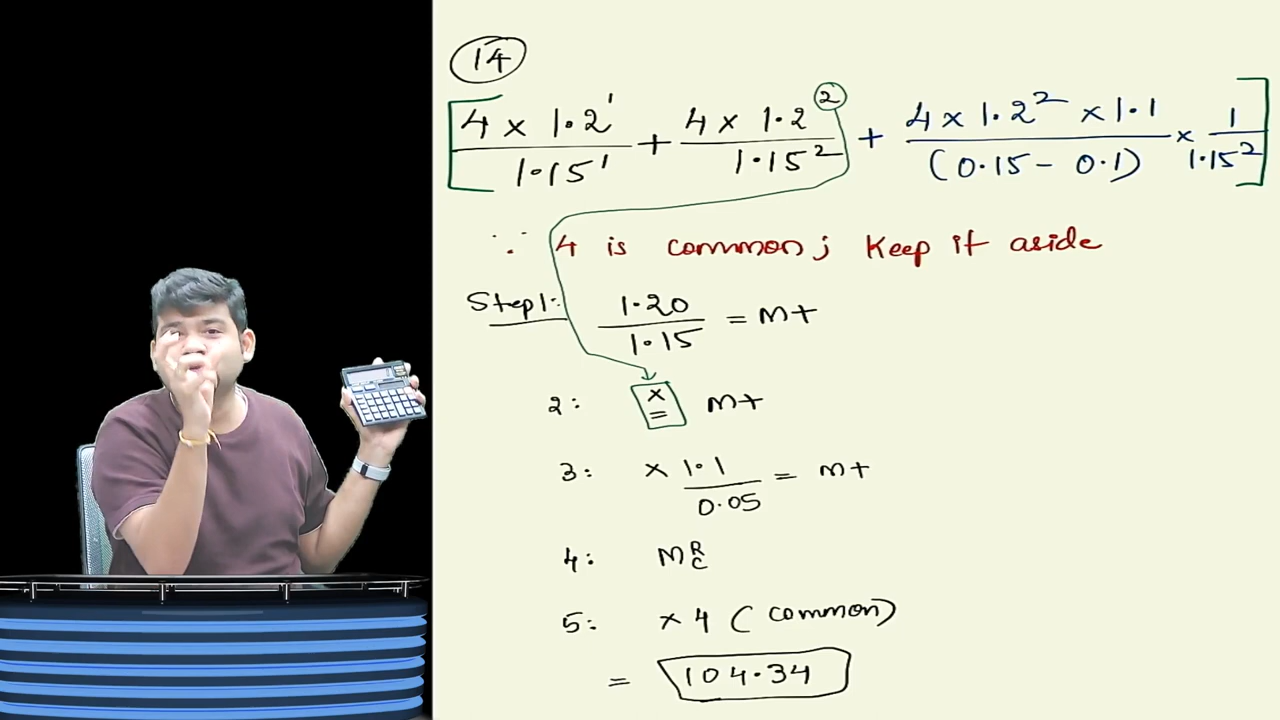 14
[ 4 × 1.2¹ / 1.15¹ + 4 × 1.2² / 1.15² + 4 × 1.2² × 1.1 / (0.15 - 0.1) × 1 / 1.15² ]
∵ 4 is common; Keep it aside
Step1: 1.20 / 1.15 = m+
2: × = m+
3: × 1.1 / 0.05 = m+
4: MRC
5: × 4 (common)
= 104.34